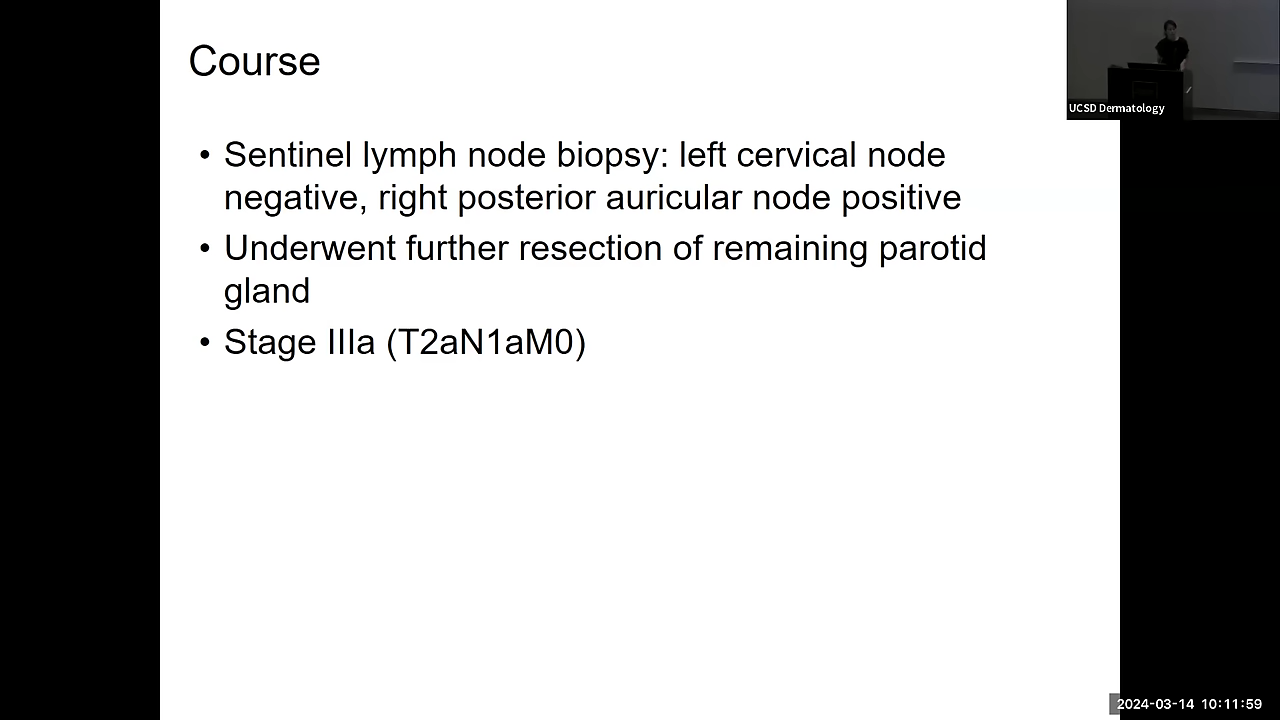 Course
UCSD Dermatology
• Sentinel lymph node biopsy: left cervical node
negative, right posterior auricular node positive
• Underwent further resection of remaining parotid
gland
• Stage IIIa (T2aN1aM0)
2024-03-14 10:11:59